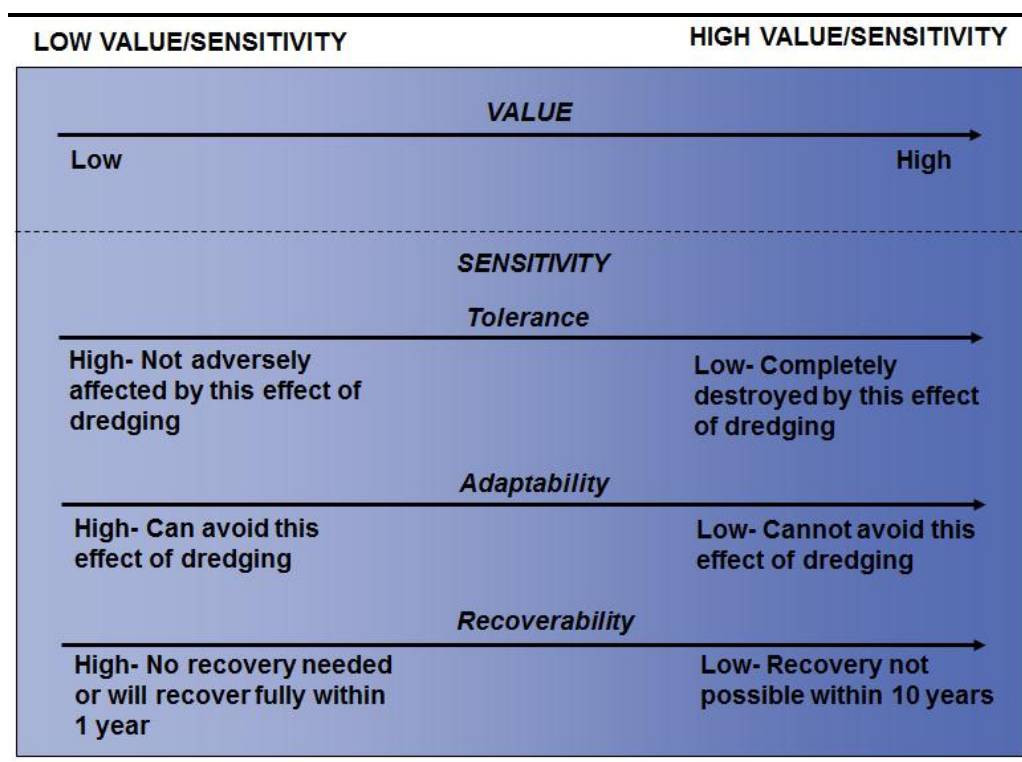 LOW VALUE/SENSITIVITY
HIGH VALUE/SENSITIVITY
VALUE
Low
High
SENSITIVITY
Tolerance
High- Not adversely
affected by this effect of
dredging
Low- Completely
destroyed by this effect
of dredging
Adaptability
High- Can avoid this
effect of dredging
Low- Cannot avoid this
effect of dredging
Recoverability
High- No recovery needed
or will recover fully within
1 year
Low- Recovery not
possible within 10 years